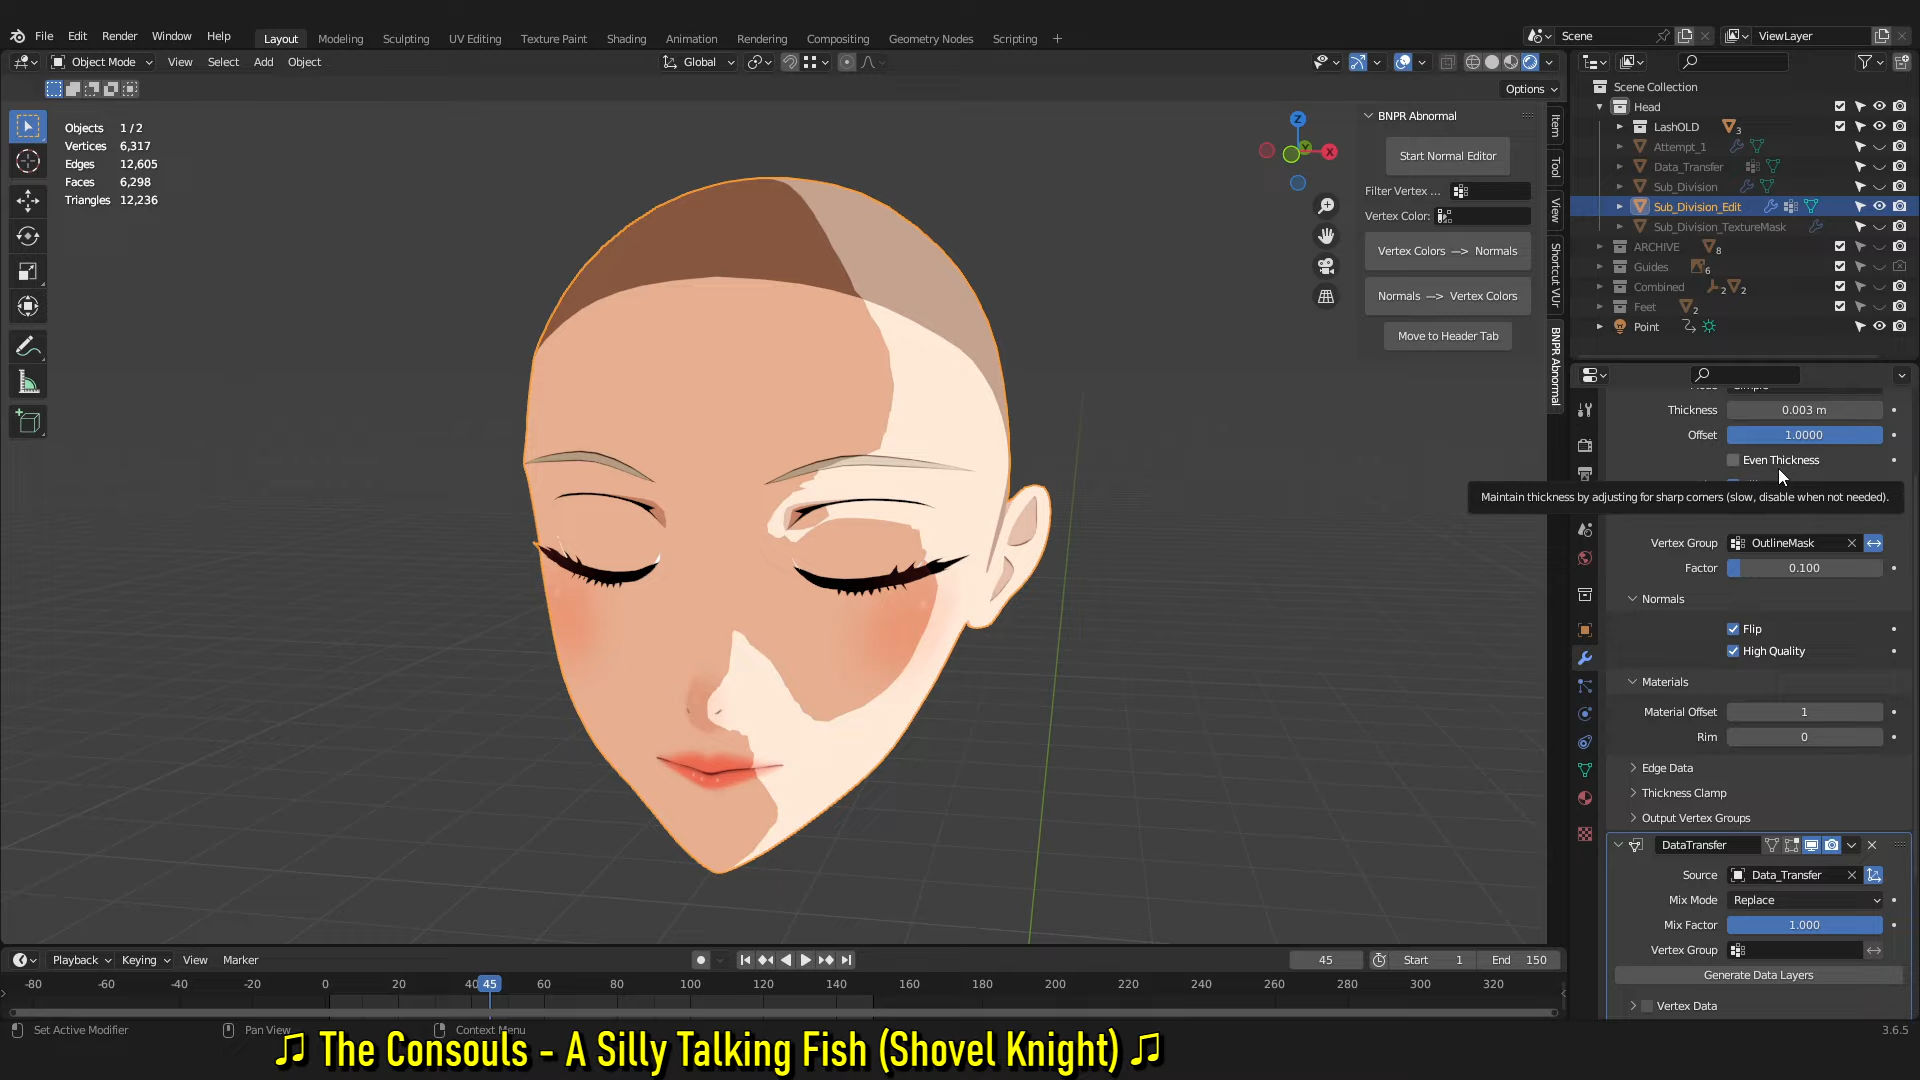 File Edit Render Window Help Layout Modeling Sculpting UV Editing Texture Paint Shading Animation Rendering Compositing Geometry Nodes Scripting + Scene ViewLayer
Object Mode View Select Add Object Global
Options
Objects 1 / 2
Vertices 6,317
Edges 12,605
Faces 6,298
Triangles 12,236
Z
Y
X
BNPR Abnormal
Start Normal Editor
Filter Vertex ...
Vertex Color:
Vertex Colors —> Normals
Normals —> Vertex Colors
Move to Header Tab
Item
Tool
View
Shortcut VUr
BNPR Abnormal
Scene Collection
Head
LashOLD 3
Attempt_1
Data_Transfer
Sub_Division
Sub_Division_Edit
Sub_Division_TextureMask
ARCHIVE 8
Guides 6
Combined 2 2
Feet 2
Point
Thickness 0.003 m
Offset 1.0000
Even Thickness
Maintain thickness by adjusting for sharp corners (slow, disable when not needed).
Vertex Group OutlineMask
Factor 0.100
Normals
Flip
High Quality
Materials
Material Offset 1
Rim 0
Edge Data
Thickness Clamp
Output Vertex Groups
DataTransfer
Source Data_Transfer
Mix Mode Replace
Mix Factor 1.000
Vertex Group
Generate Data Layers
Vertex Data
Playback Keying View Marker 45 Start 1 End 150
-80 -60 -40 -20 0 20 40 45 60 80 100 120 140 160 180 200 220 240 260 280 300 320
Set Active Modifier Pan View Context Menu 3.6.5
♫ The Consouls - A Silly Talking Fish (Shovel Knight) ♫